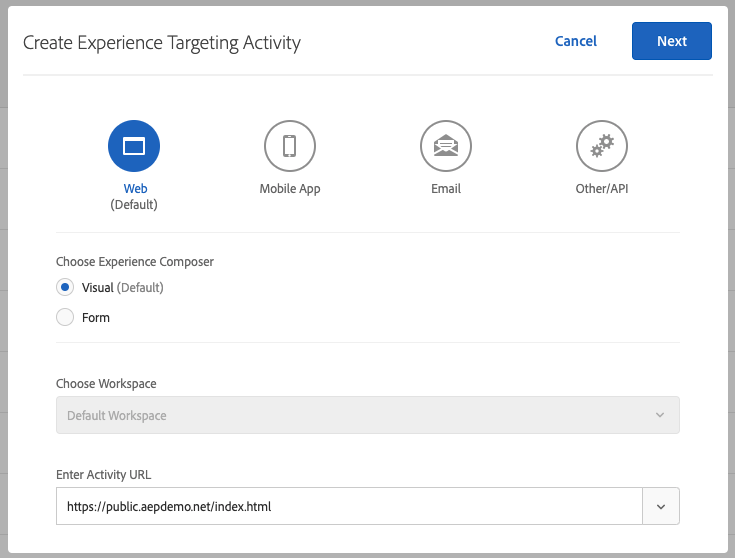 Create Experience Targeting Activity
Cancel
Next
Web
(Default)
Mobile App
Email
Other/API
Choose Experience Composer
Visual (Default)
Form
Choose Workspace
Default Workspace
Enter Activity URL
https://public.aepdemo.net/index.html